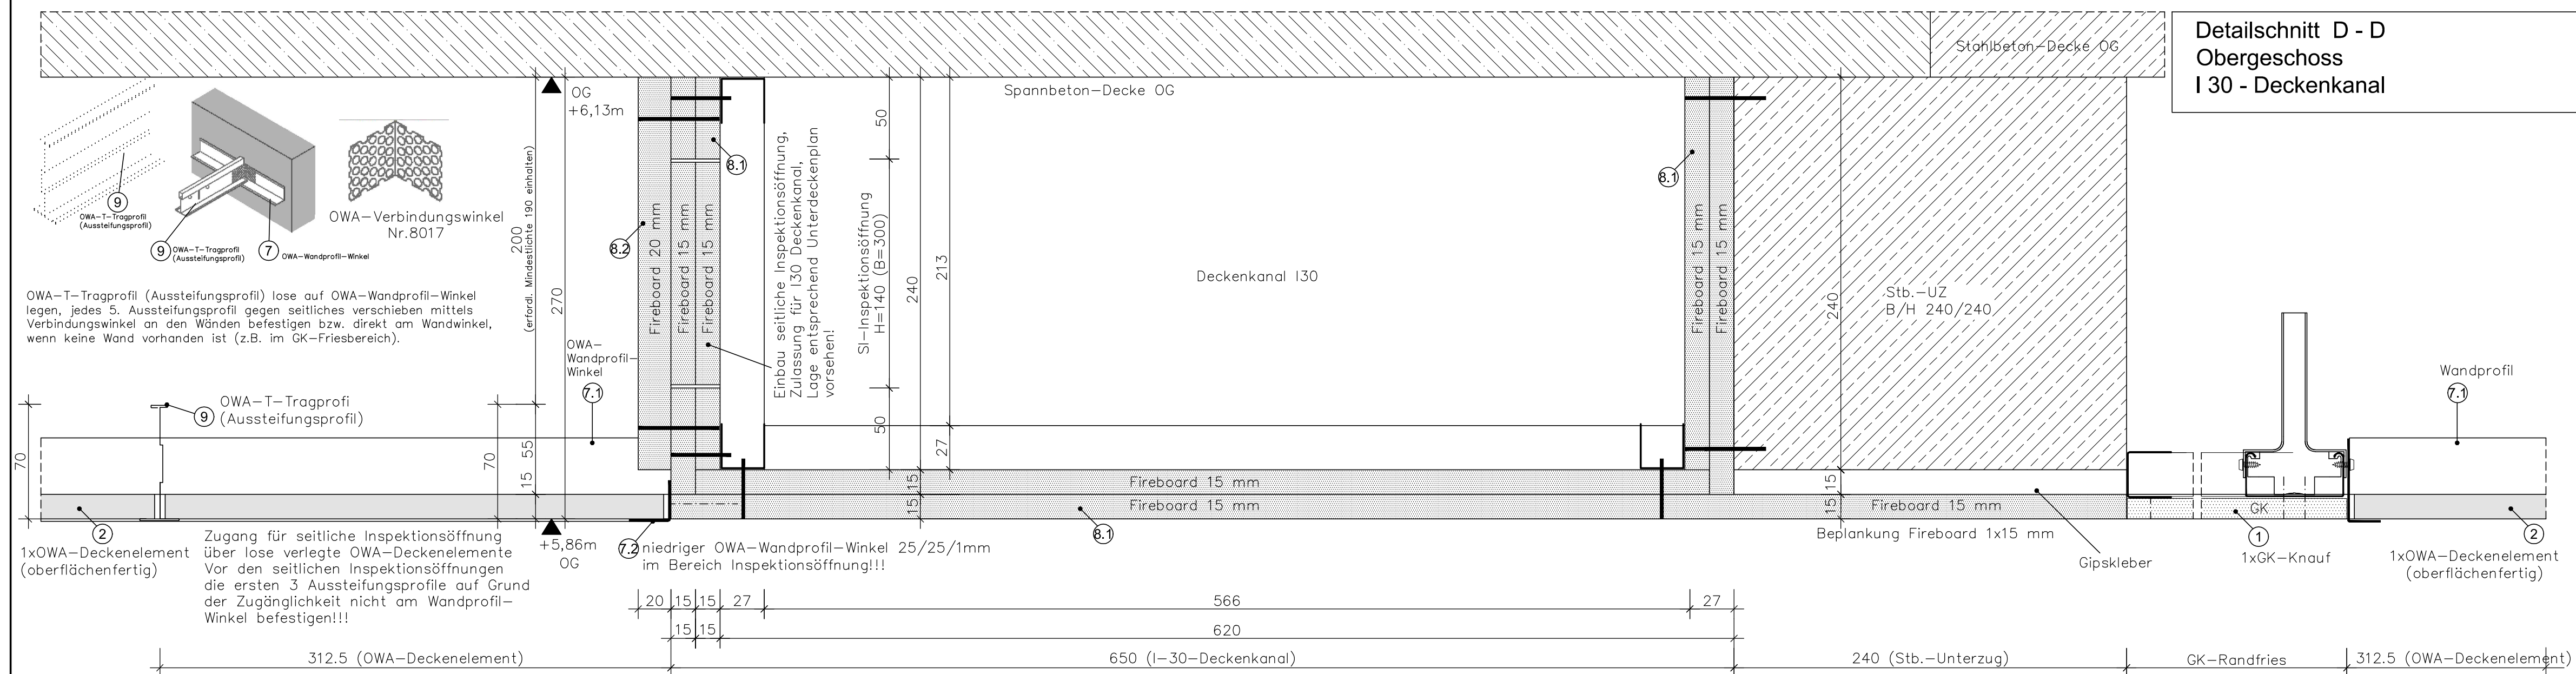 Detailschnitt D - D
Obergeschoss
I 30 - Deckenkanal
Stahlbeton-Decke OG
Spannbeton-Decke OG
OG
+6,13m
9
OWA-T-Tragprofil
(Aussteifungsprofil)
9
OWA-T-Tragprofil
(Aussteifungsprofil)
7
OWA-Wandprofil-Winkel
OWA-Verbindungswinkel
Nr.8017
OWA-T-Tragprofil (Aussteifungsprofil) lose auf OWA-Wandprofil-Winkel
legen, jedes 5. Aussteifungsprofil gegen seitliches verschieben mittels
Verbindungswinkel an den Wänden befestigen bzw. direkt am Wandwinkel,
wenn keine Wand vorhanden ist (z.B. im GK-Friesbereich).
200
(erfordl. Mindestlichte 190 einhalten)
270
OWA-
Wandprofil-
Winkel
7.1
8.2
Fireboard 20 mm
Fireboard 15 mm
Fireboard 15 mm
8.1
Einbau seitliche Inspektionsöffnung,
Zulassung für I30 Deckenkanal,
Lage entsprechend Unterdeckenplan
vorsehen!
SI-Inspektionsöffnung
H=140 (B=300)
50
50
240
213
27
15
15
Deckenkanal I30
8.1
Fireboard 15 mm
Fireboard 15 mm
240
15
15
Stb.-UZ
B/H 240/240
Wandprofil
7.1
9
OWA-T-Tragprofi
(Aussteifungsprofil)
70
70
55
15
2
1xOWA-Deckenelement
(oberflächenfertig)
Zugang für seitliche Inspektionsöffnung
über lose verlegte OWA-Deckenelemente
Vor den seitlichen Inspektionsöffnungen
die ersten 3 Aussteifungsprofile auf Grund
der Zugänglichkeit nicht am Wandprofil-
Winkel befestigen!!!
+5,86m
OG
7.2
niedriger OWA-Wandprofil-Winkel 25/25/1mm
im Bereich Inspektionsöffnung!!!
Fireboard 15 mm
Fireboard 15 mm
8.1
Fireboard 15 mm
Beplankung Fireboard 1x15 mm
Gipskleber
GK
1
1xGK-Knauf
2
1xOWA-Deckenelement
(oberflächenfertig)
20 15 15 27 566 27
15 15 620
312.5 (OWA-Deckenelement) 650 (I-30-Deckenkanal) 240 (Stb.-Unterzug) GK-Randfries 312.5 (OWA-Deckenelement)